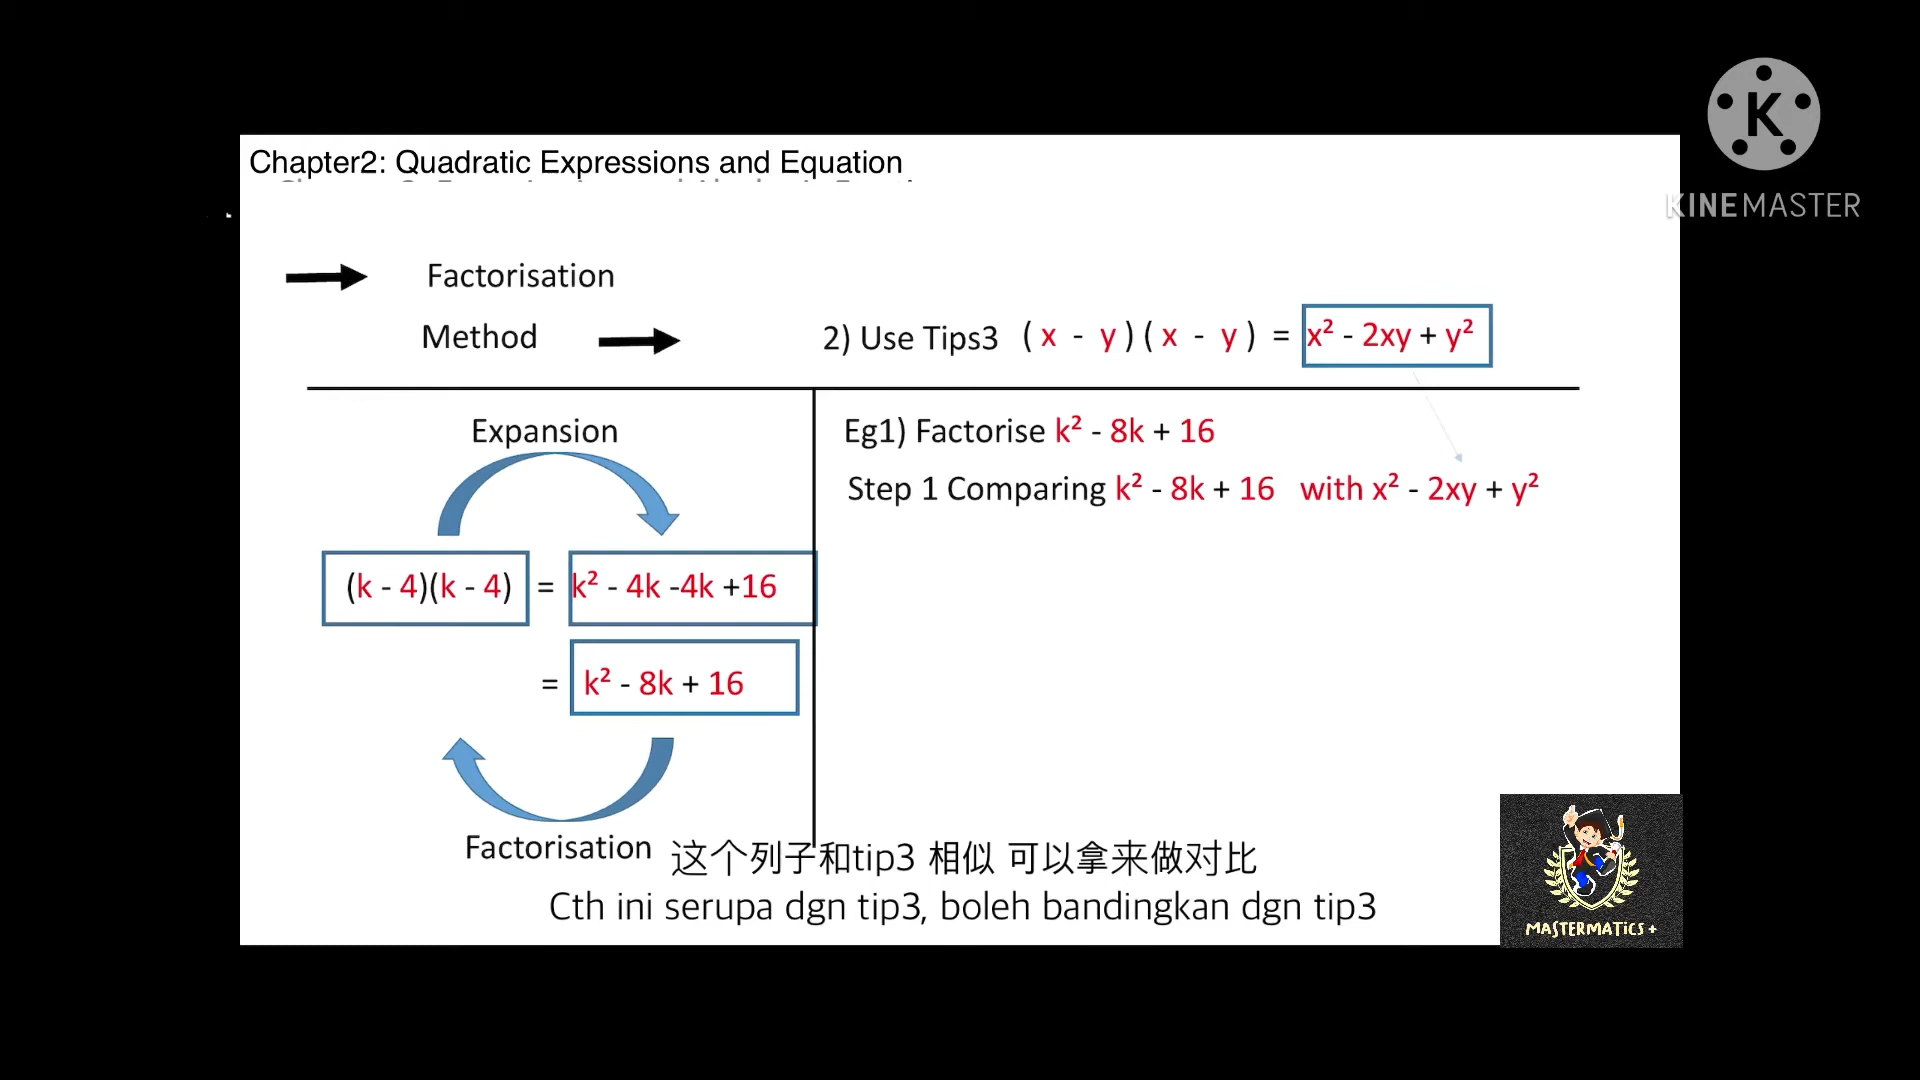 K
KINEMASTER
Chapter2: Quadratic Expressions and Equation
Factorisation
Method
2) Use Tips3 ( x - y ) ( x - y ) = x² - 2xy + y²
Expansion
(k - 4)(k - 4) = k² - 4k -4k +16
= k² - 8k + 16
Factorisation
Eg1) Factorise k² - 8k + 16
Step 1 Comparing k² - 8k + 16 with x² - 2xy + y²
这个列子和tip3 相似 可以拿来做对比
Cth ini serupa dgn tip3, boleh bandingkan dgn tip3
MASTERMATICS +